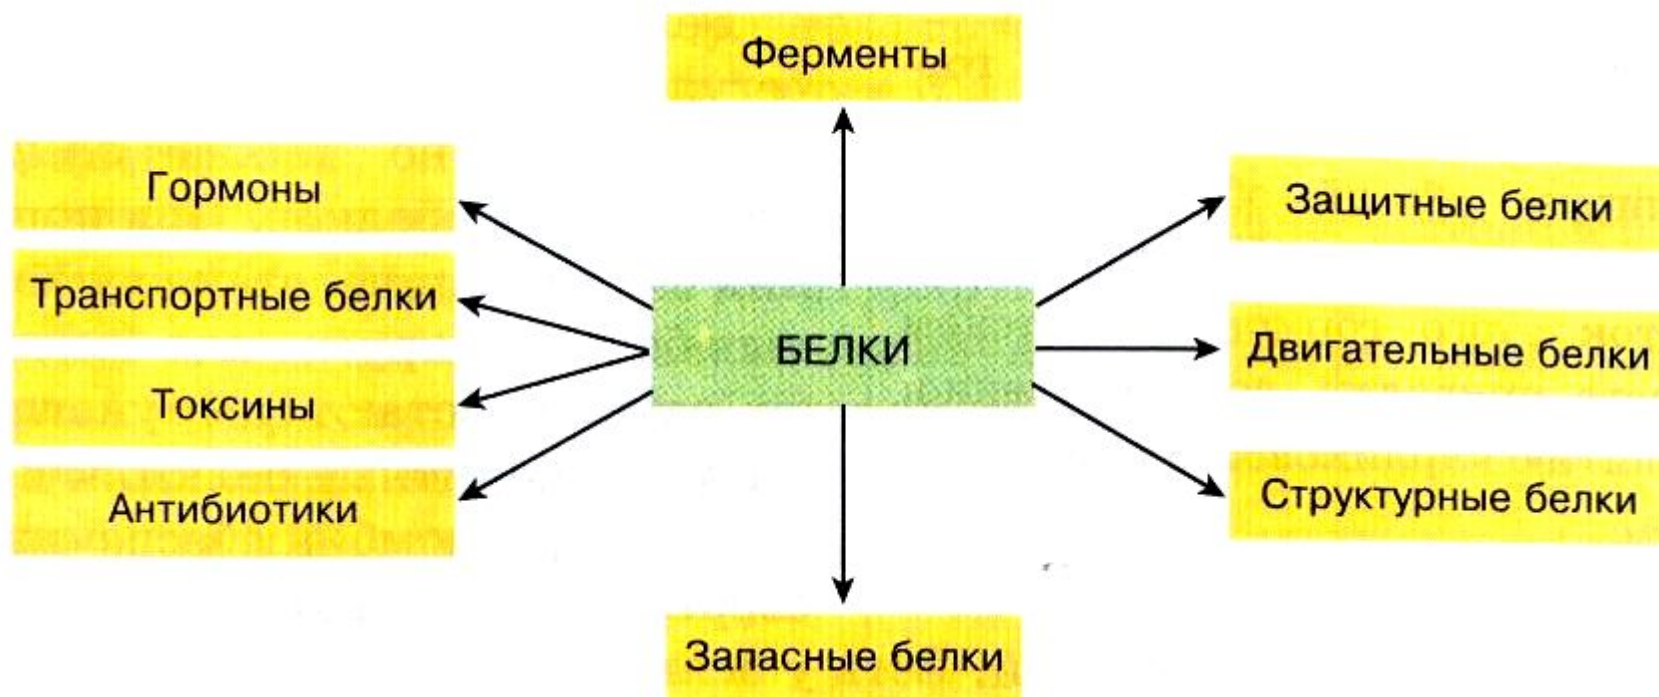 Ферменты
Гормоны
Защитные белки
Транспортные белки
БЕЛКИ
Двигательные белки
Токсины
Структурные белки
Антибиотики
Запасные белки